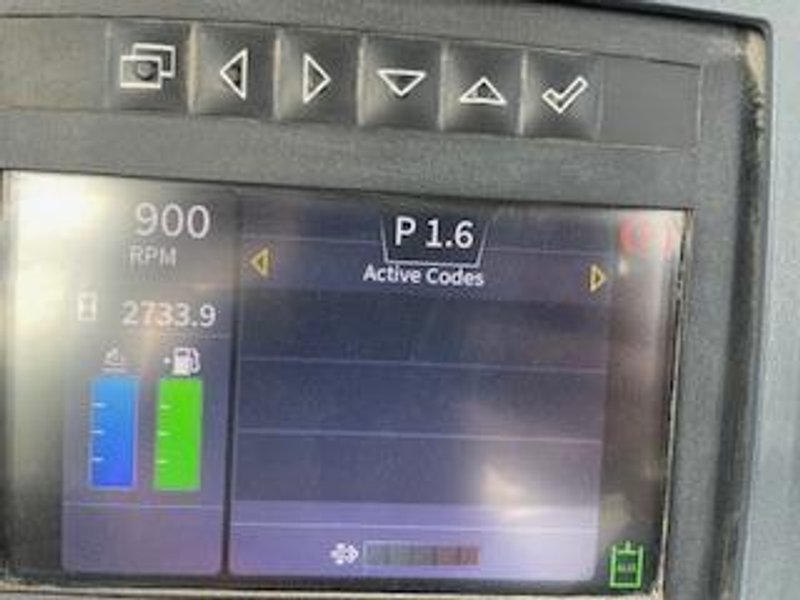 900
RPM
2733.9
P 1.6
Active Codes